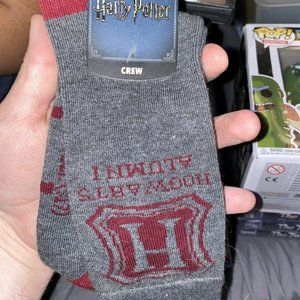 Harry Potter
CREW
HOGWARTS
ALUMNI
H
POP!